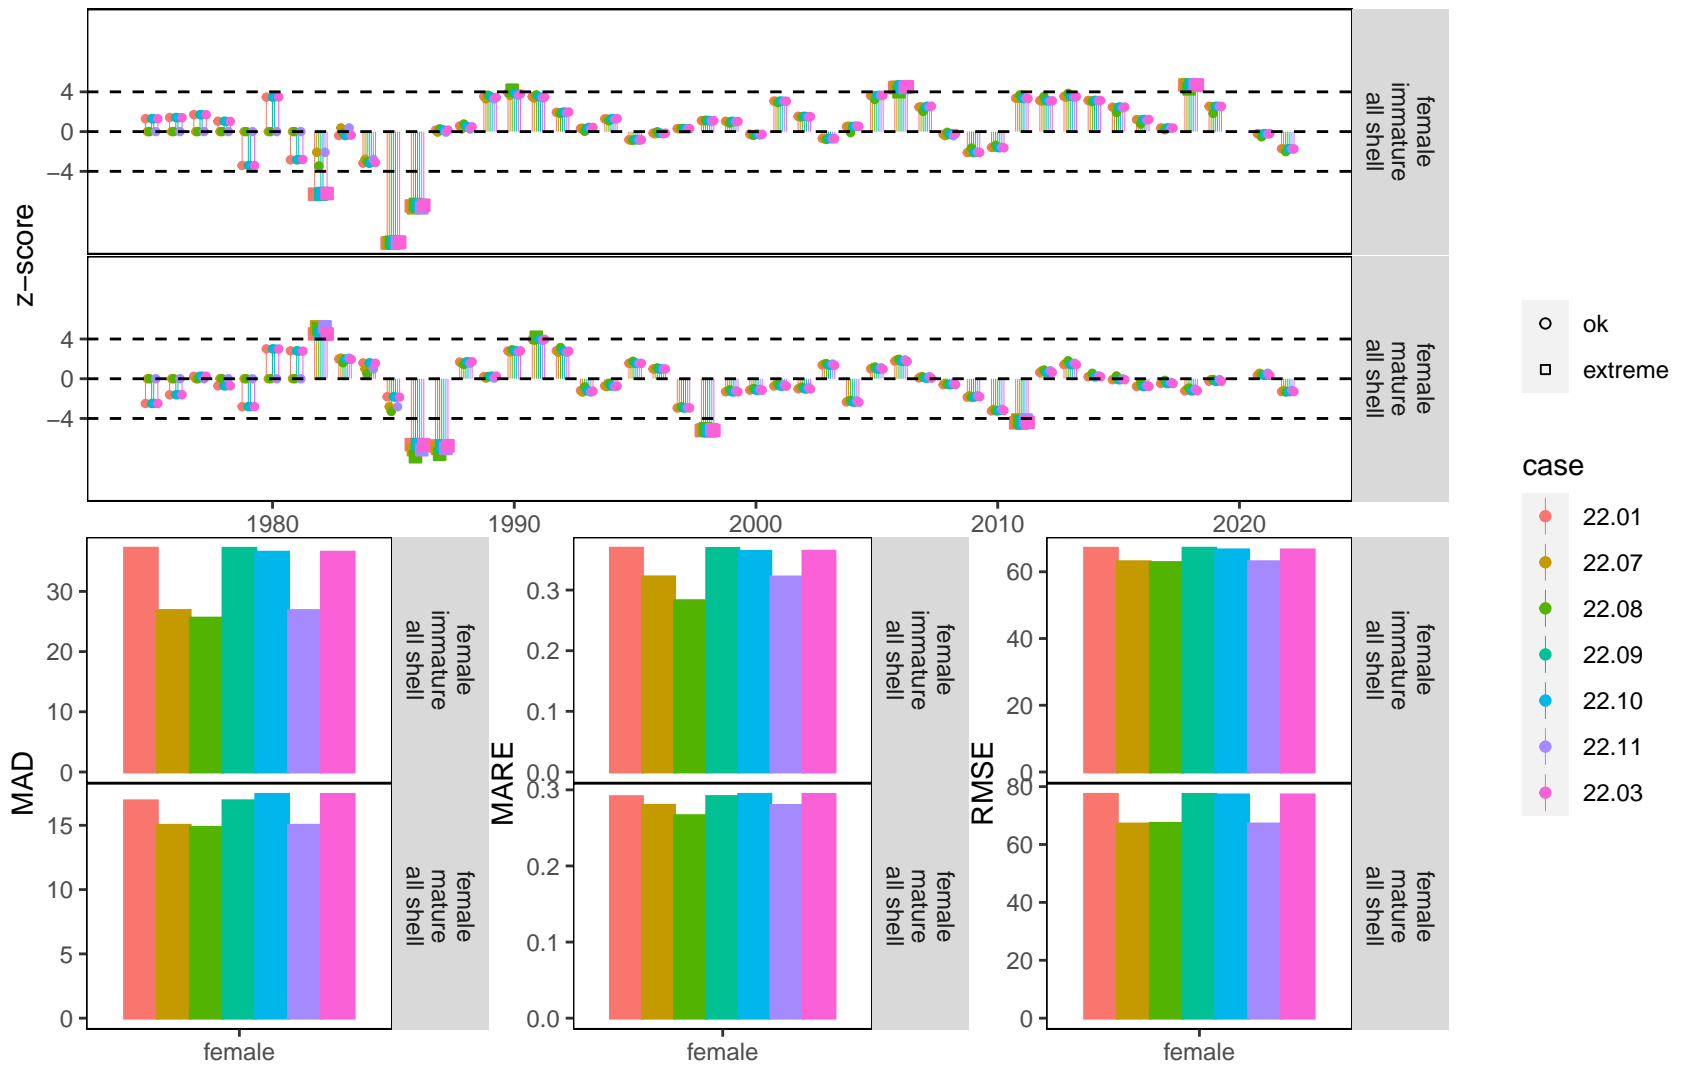 z−score
4
0
−4
female
immature
all shell
4
0
−4
female
mature
all shell
1980
1990
2000
2010
2020
MAD
30
20
10
0
female
immature
all shell
15
10
5
0
female
mature
all shell
female
MARE
0.3
0.2
0.1
0.0
female
immature
all shell
0.3
0.2
0.1
0.0
female
mature
all shell
female
RMSE
60
40
20
0
female
immature
all shell
80
60
40
20
0
female
mature
all shell
female
ok
extreme
case
22.01
22.07
22.08
22.09
22.10
22.11
22.03